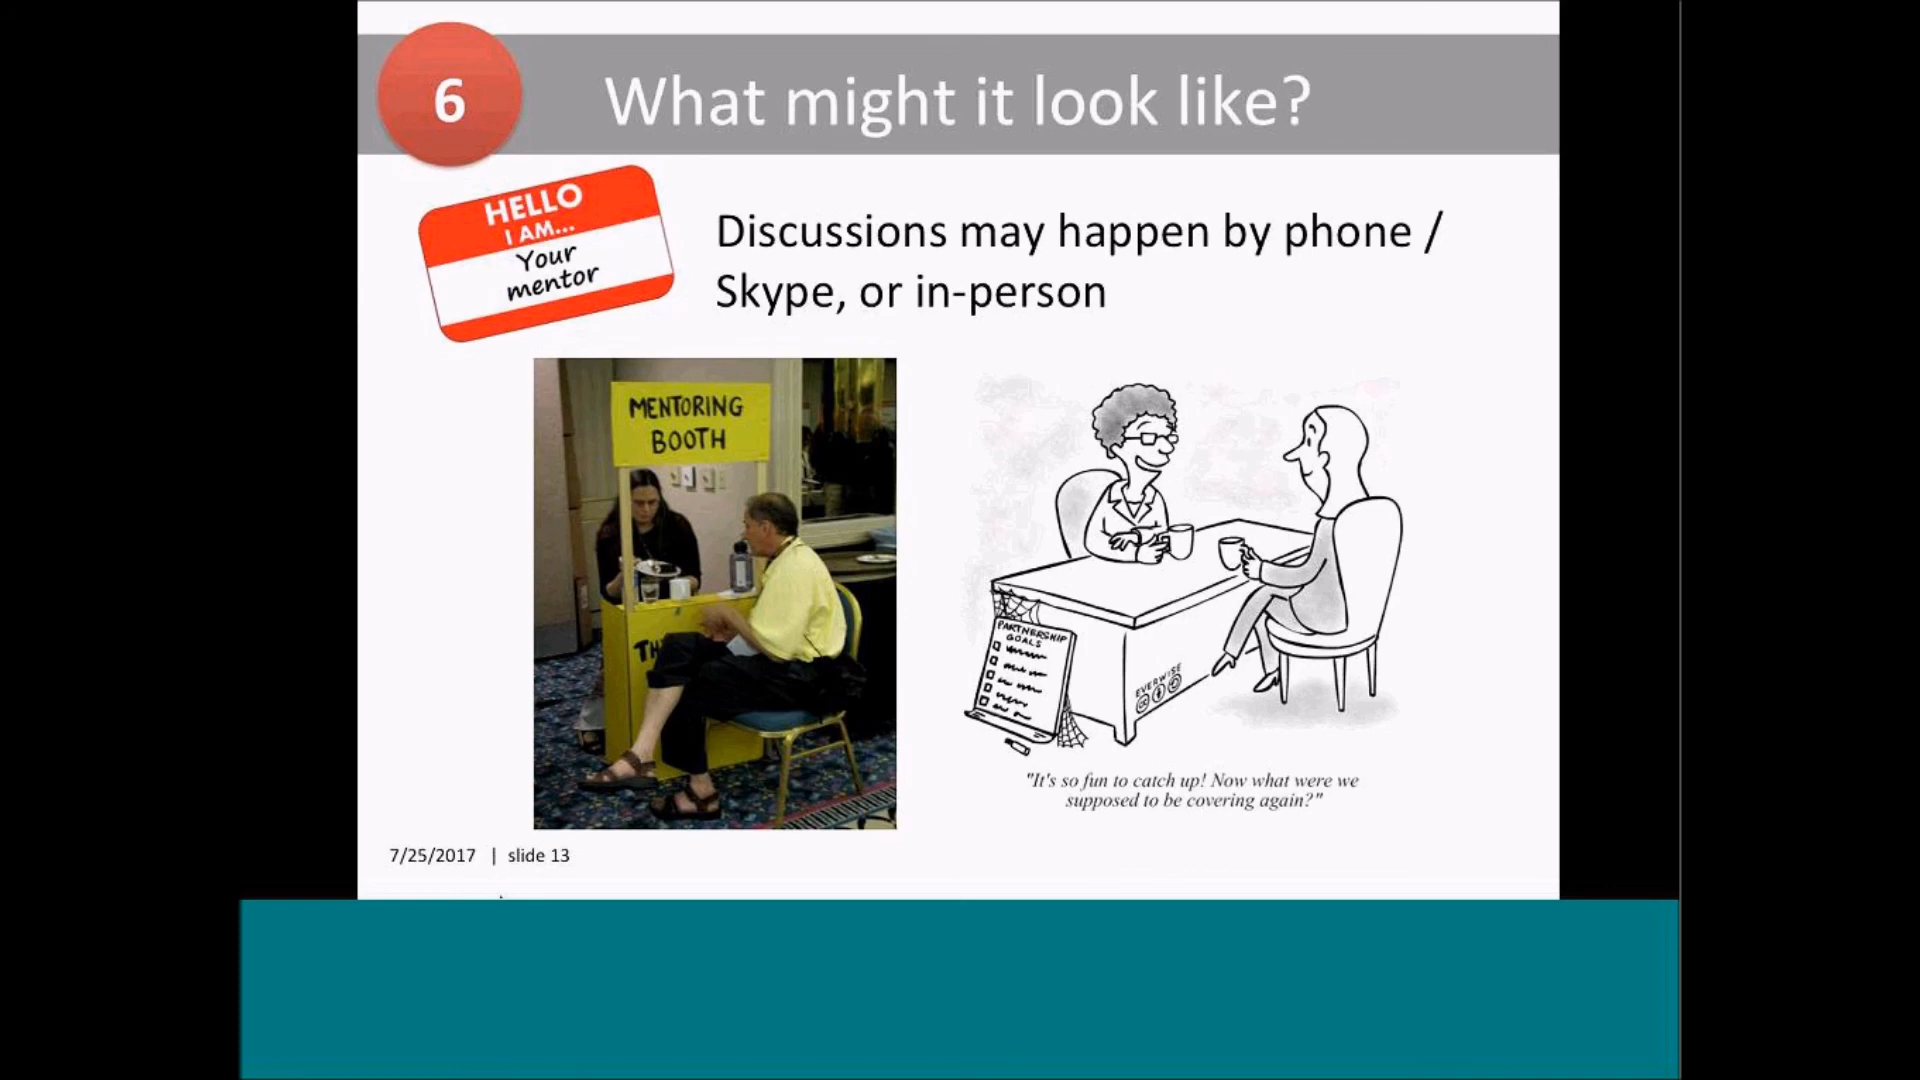 6
What might it look like?
HELLO
I AM...
Your
mentor
Discussions may happen by phone /
Skype, or in-person
MENTORING
BOOTH
TH
PARTNERSHIP
GOALS
EVERWISE
"It's so fun to catch up! Now what were we
supposed to be covering again?"
7/25/2017 | slide 13